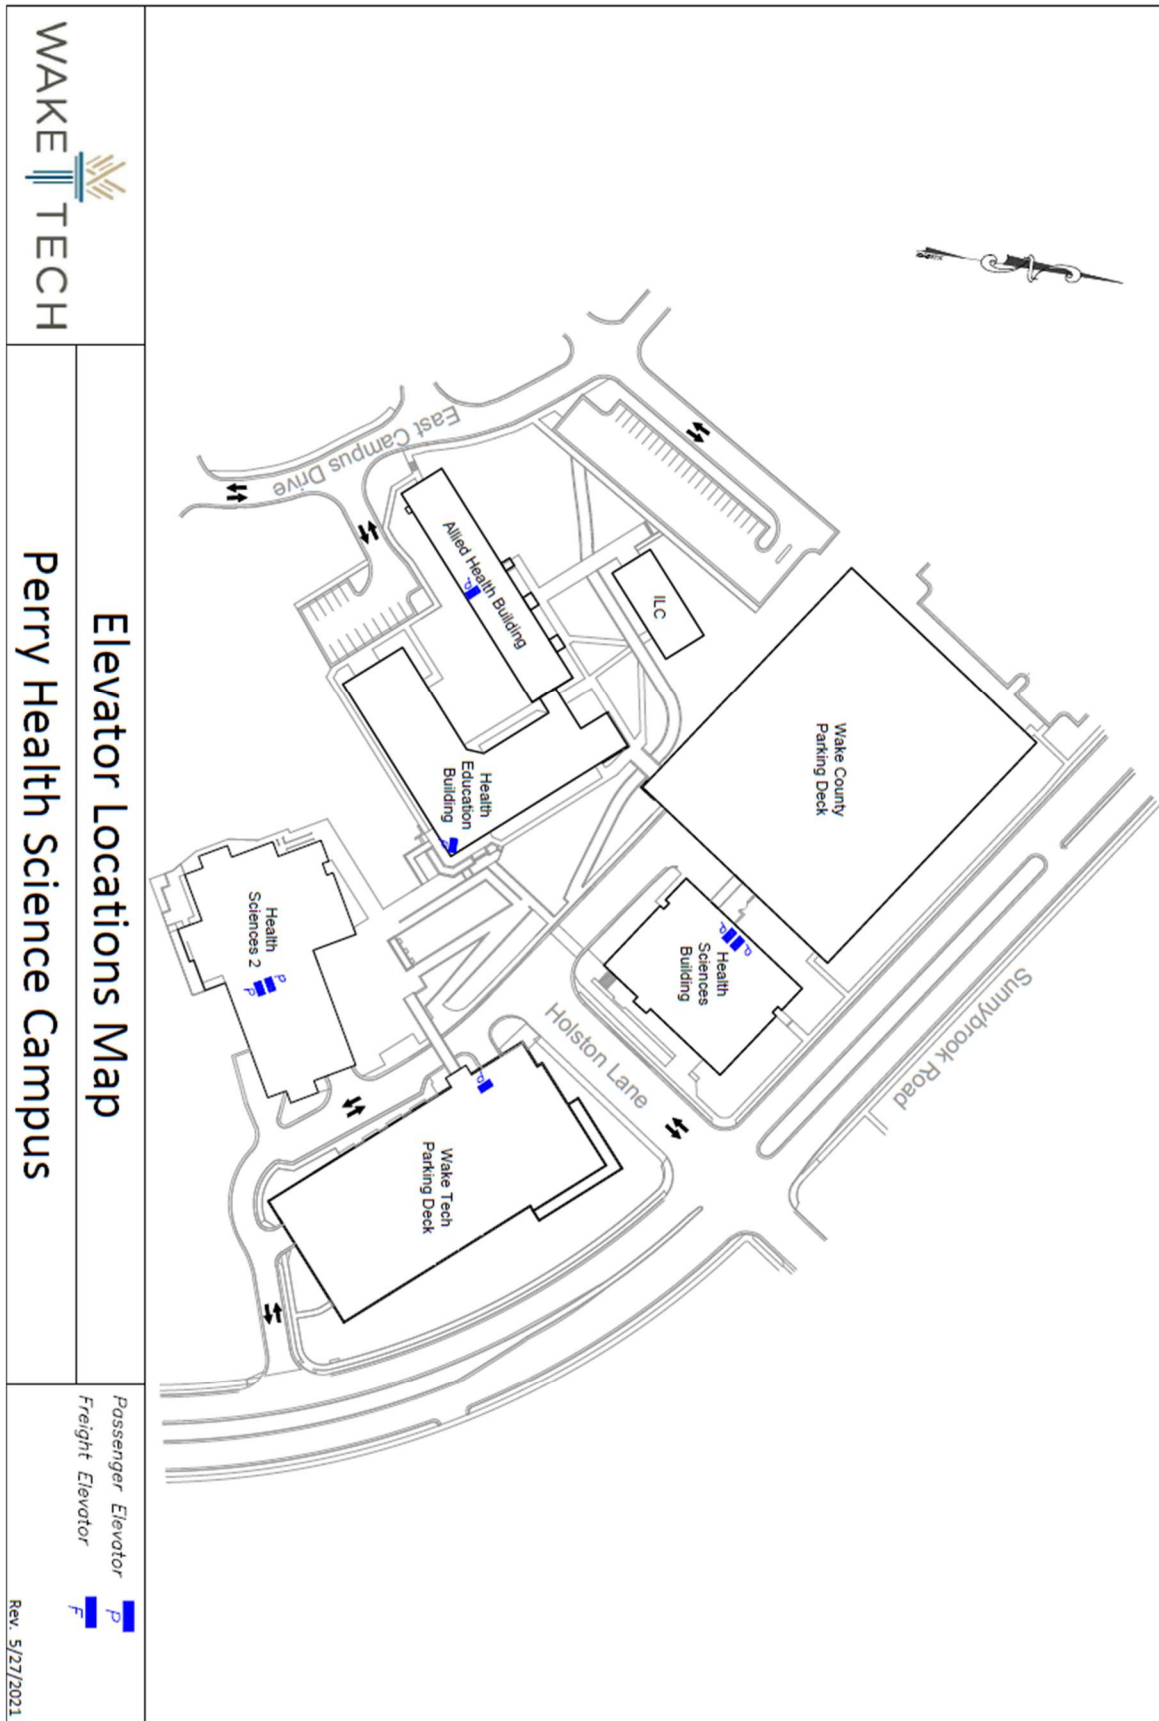 WAKE TECH
Elevator Locations Map
Perry Health Science Campus
Passenger Elevator P
Freight Elevator F
Rev. 5/27/2021
East Campus Drive
Allied Health Building
P
ILC
Wake County
Parking Deck
Health
Education
Building
P
Health
Sciences
Building
P
P
Sunnybrook Road
Holston Lane
Health
Sciences 2
P
P
Wake Tech
Parking Deck
P